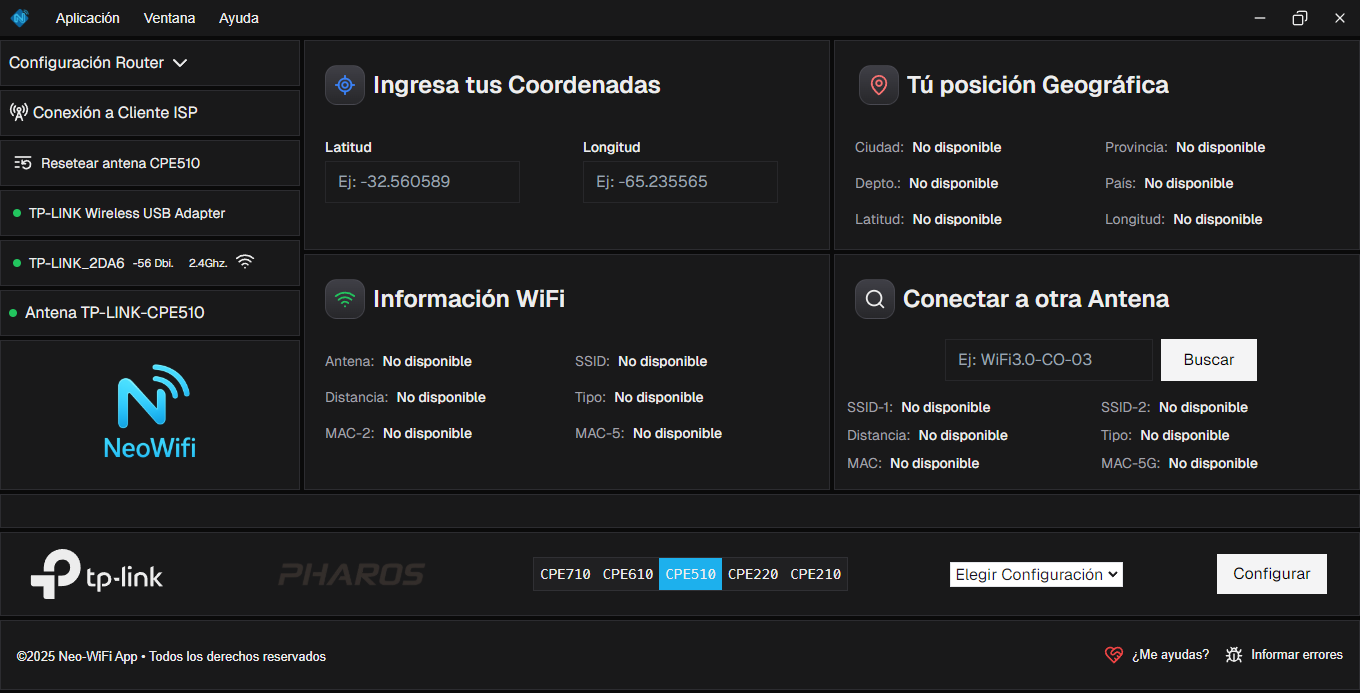 Aplicación Ventana Ayuda
Configuración Router
Conexión a Cliente ISP
Resetear antena CPE510
TP-LINK Wireless USB Adapter
TP-LINK_2DA6 -56 Dbi. 2.4Ghz.
Antena TP-LINK-CPE510
NeoWifi
Ingresa tus Coordenadas
Latitud Longitud
Ej: -32.560589 Ej: -65.235565
Tú posición Geográfica
Ciudad: No disponible Provincia: No disponible
Depto.: No disponible País: No disponible
Latitud: No disponible Longitud: No disponible
Información WiFi
Antena: No disponible SSID: No disponible
Distancia: No disponible Tipo: No disponible
MAC-2: No disponible MAC-5: No disponible
Conectar a otra Antena
Ej: WiFi3.0-CO-03 Buscar
SSID-1: No disponible SSID-2: No disponible
Distancia: No disponible Tipo: No disponible
MAC: No disponible MAC-5G: No disponible
tp-link PHAROS CPE710 CPE610 CPE510 CPE220 CPE210 Elegir Configuración Configurar
©2025 Neo-WiFi App • Todos los derechos reservados ¿Me ayudas? Informar errores